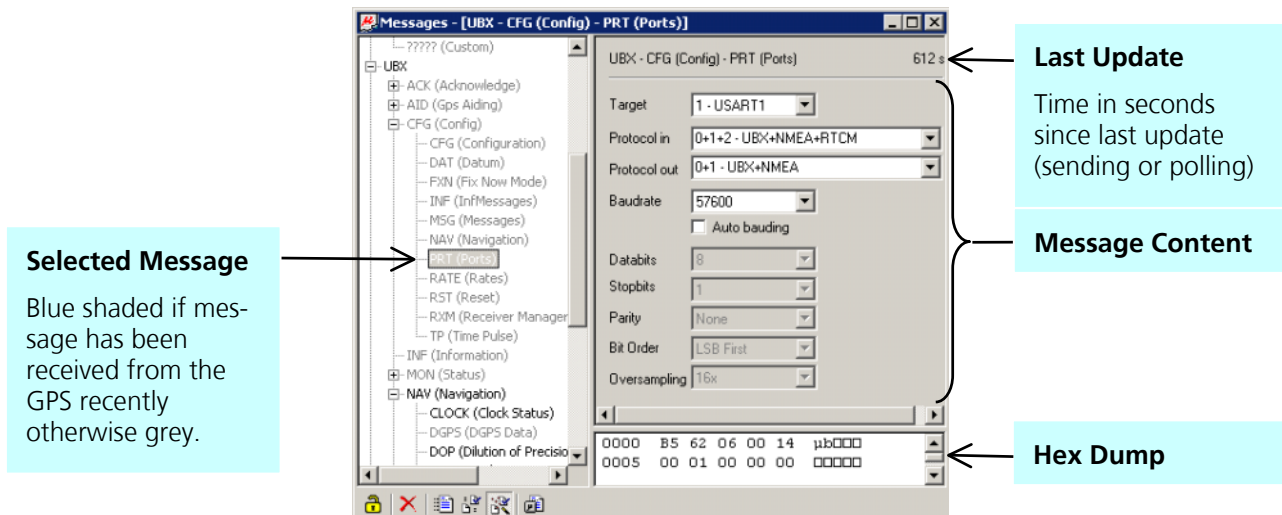 Messages - [UBX - CFG (Config) - PRT (Ports)]
????? (Custom)
UBX
ACK (Acknowledge)
AID (Gps Aiding)
CFG (Config)
CFG (Configuration)
DAT (Datum)
FXN (Fix Now Mode)
INF (InfMessages)
MSG (Messages)
NAV (Navigation)
PRT (Ports)
RATE (Rates)
RST (Reset)
RXM (Receiver Manager
TP (Time Pulse)
INF (Information)
MON (Status)
NAV (Navigation)
CLOCK (Clock Status)
DGPS (DGPS Data)
DOP (Dilution of Precisio
UBX - CFG (Config) - PRT (Ports) 612 s
Target 1 - USART1
Protocol in 0+1+2 - UBX+NMEA+RTCM
Protocol out 0+1 - UBX+NMEA
Baudrate 57600
Auto bauding
Databits 8
Stopbits 1
Parity None
Bit Order LSB First
Oversampling 16x
0000 B5 62 06 00 14 µb□□□
0005 00 01 00 00 00 □□□□□
Selected Message
Blue shaded if mes-
sage has been
received from the
GPS recently
otherwise grey.
Last Update
Time in seconds
since last update
(sending or polling)
Message Content
Hex Dump